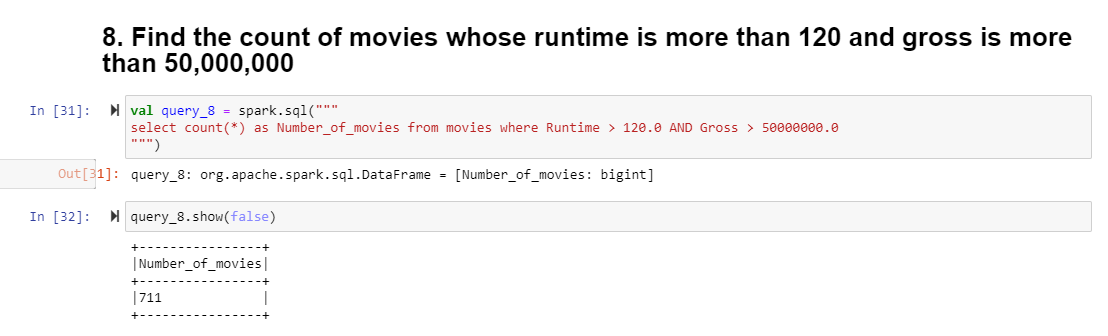 8. Find the count of movies whose runtime is more than 120 and gross is more
than 50,000,000
In [31]: val query_8 = spark.sql("""
select count(*) as Number_of_movies from movies where Runtime > 120.0 AND Gross > 50000000.0
""")
Out[31]: query_8: org.apache.spark.sql.DataFrame = [Number_of_movies: bigint]
In [32]: query_8.show(false)
+----------------+
|Number_of_movies|
+----------------+
|711             |
+----------------+